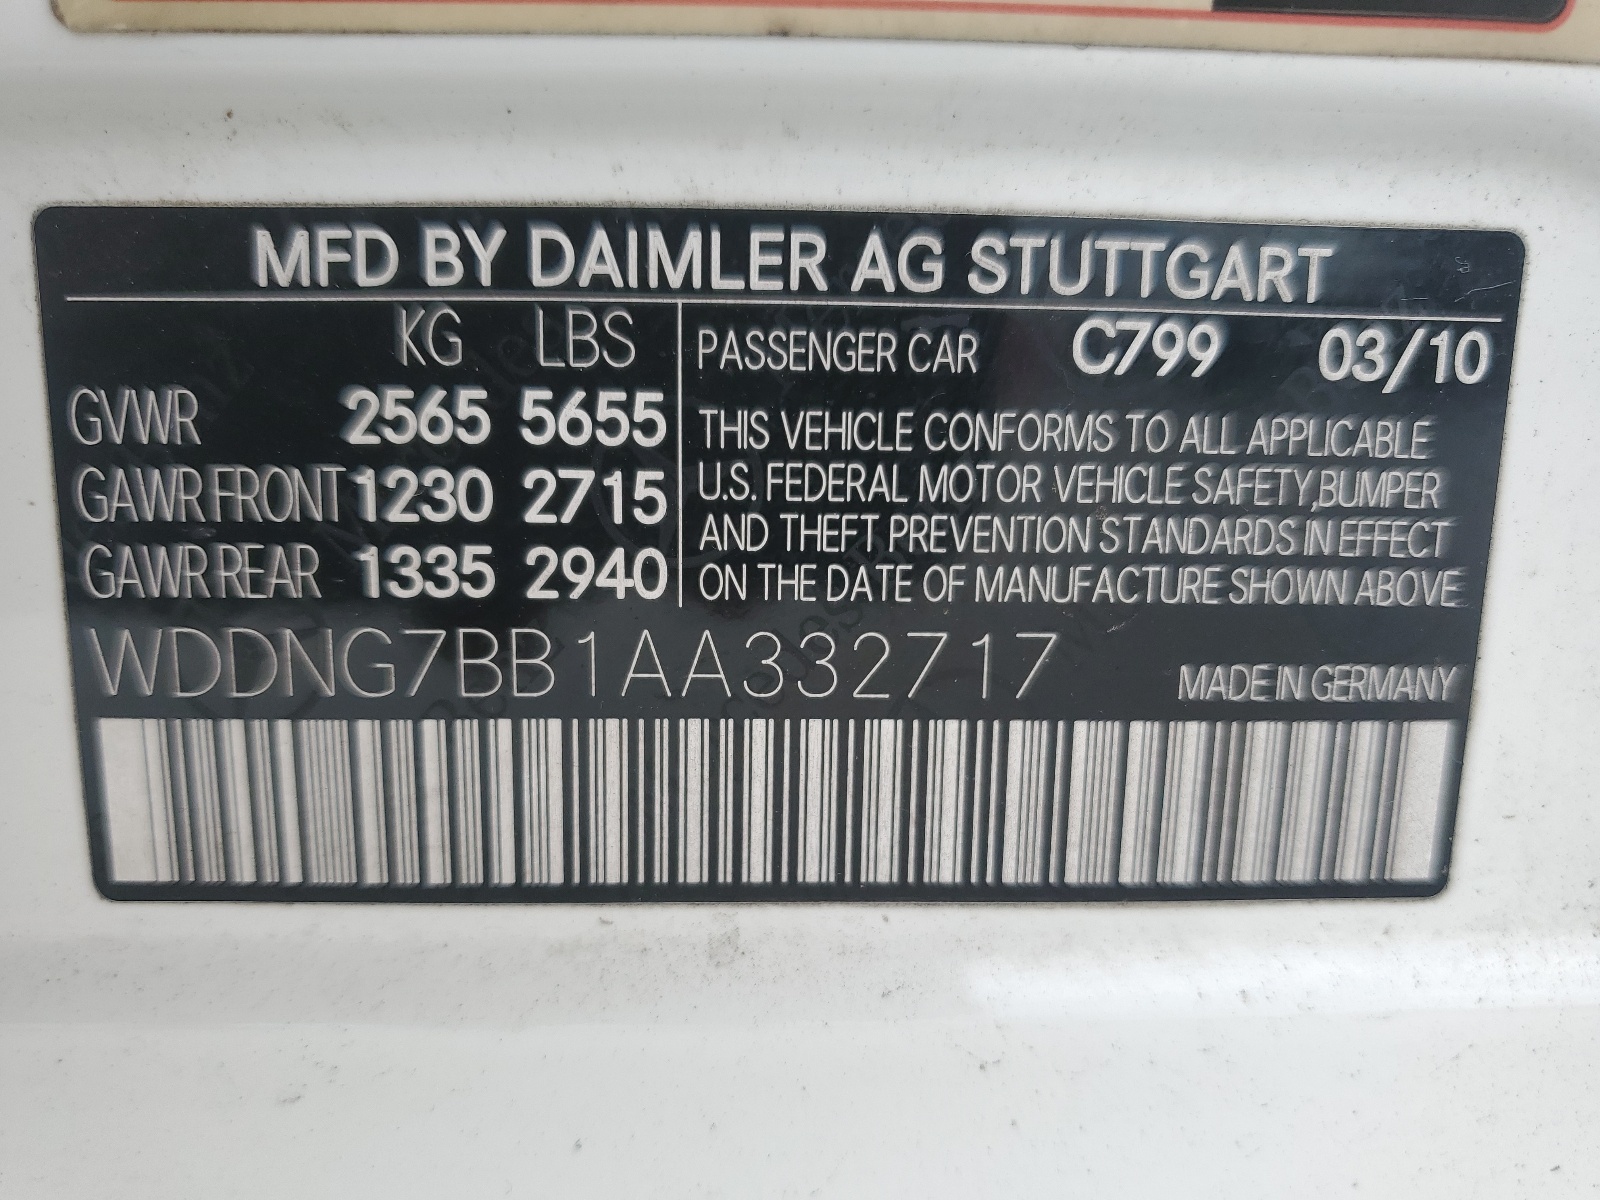 MFD BY DAIMLER AG STUTTGART
KG LBS
GVWR 2565 5655
GAWR FRONT 1230 2715
GAWR REAR 1335 2940
PASSENGER CAR C799 03/10
THIS VEHICLE CONFORMS TO ALL APPLICABLE
U.S. FEDERAL MOTOR VEHICLE SAFETY, BUMPER
AND THEFT PREVENTION STANDARDS IN EFFECT
ON THE DATE OF MANUFACTURE SHOWN ABOVE
WDDNG7BB1AA332717
MADE IN GERMANY